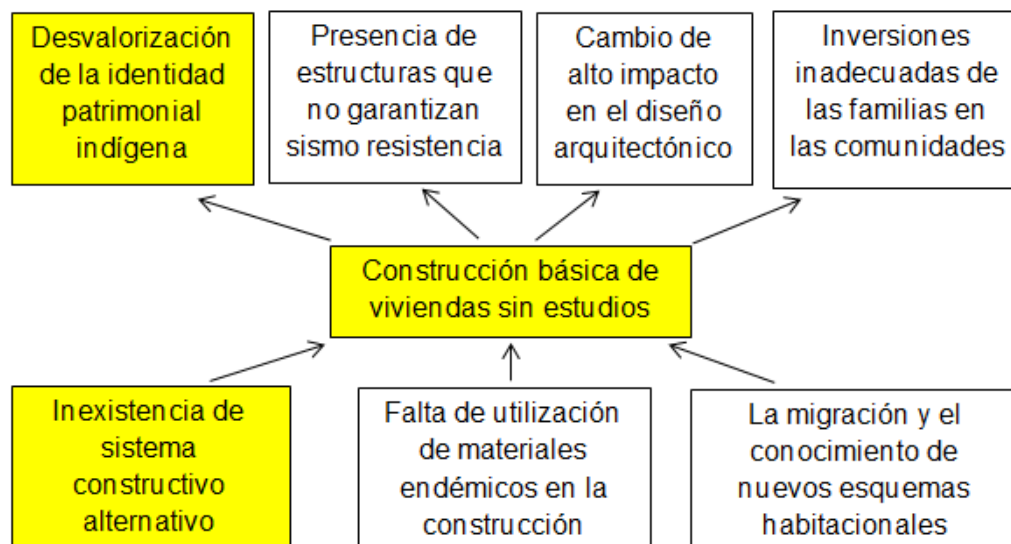 Desvalorización
de la identidad
patrimonial
indígena
Presencia de
estructuras que
no garantizan
sismo resistencia
Cambio de
alto impacto
en el diseño
arquitectónico
Inversiones
inadecuadas de
las familias en
las comunidades
Construcción básica de
viviendas sin estudios
Inexistencia de
sistema
constructivo
alternativo
Falta de utilización
de materiales
endémicos en la
construcción
La migración y el
conocimiento de
nuevos esquemas
habitacionales